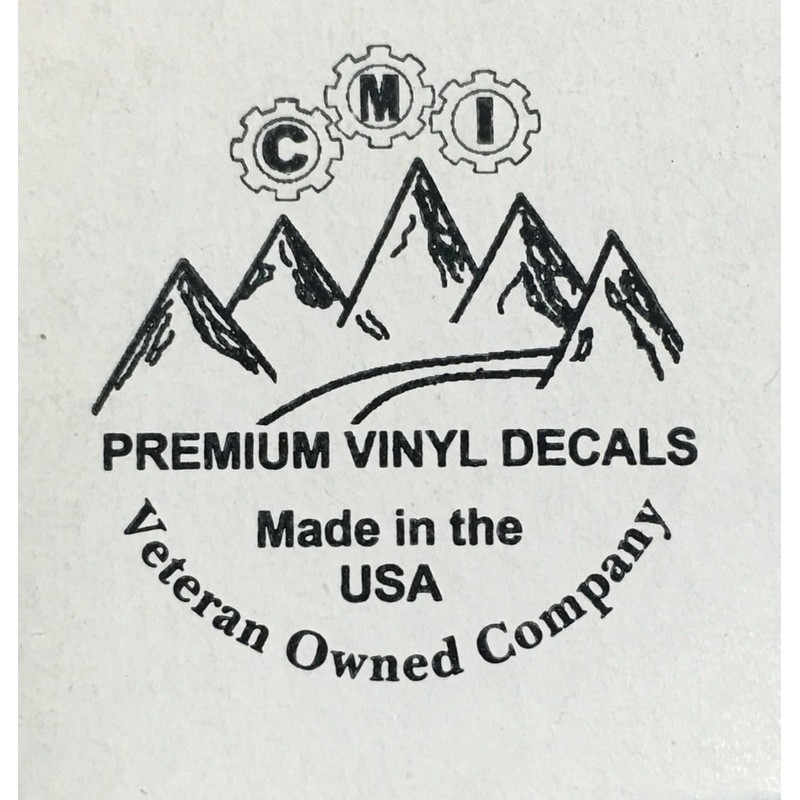 C M I
PREMIUM VINYL DECALS
Made in the
USA
Veteran Owned Company